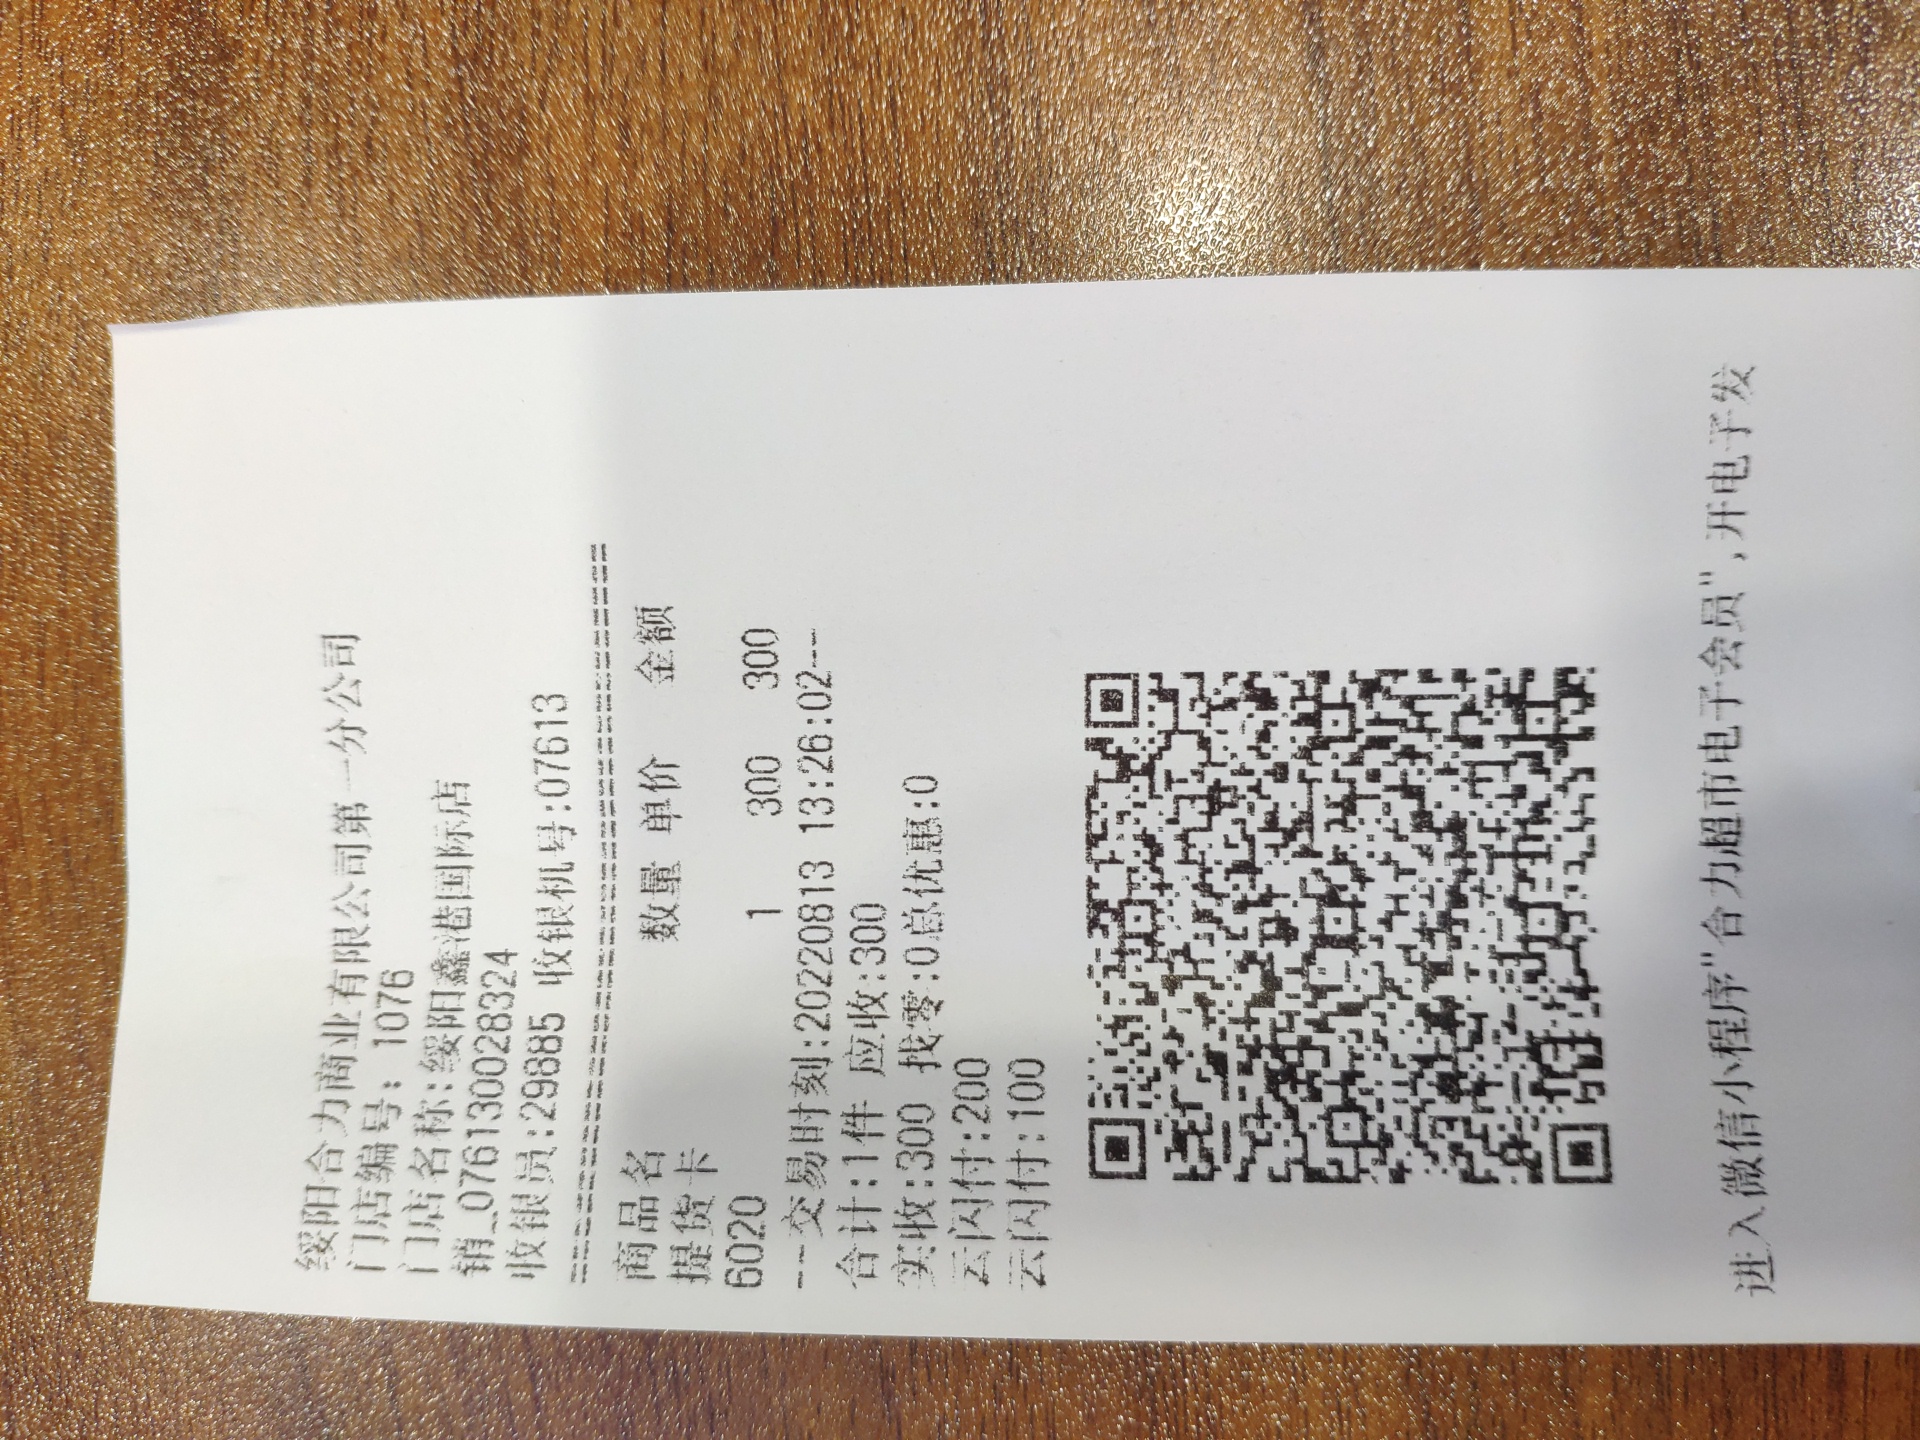 绥阳合力商业有限公司第一分公司
门店编号: 1076
门店名称:绥阳鑫港国际店
销_076130028324
收银员:29885 收银机号:07613
商品名 数量 单价 金额
提货卡
6020 1 300 300
--交易时刻:20220813 13:26:02--
合计:1件 应收:300
实收:300 找零:0总优惠:0
云闪付:200
云闪付:100
进入微信小程序"合力超市电子会员",开电子发